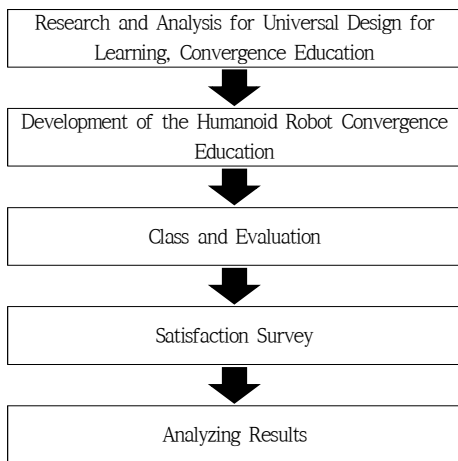 Research and Analysis for Universal Design for
Learning, Convergence Education
Development of the Humanoid Robot Convergence
Education
Class and Evaluation
Satisfaction Survey
Analyzing Results